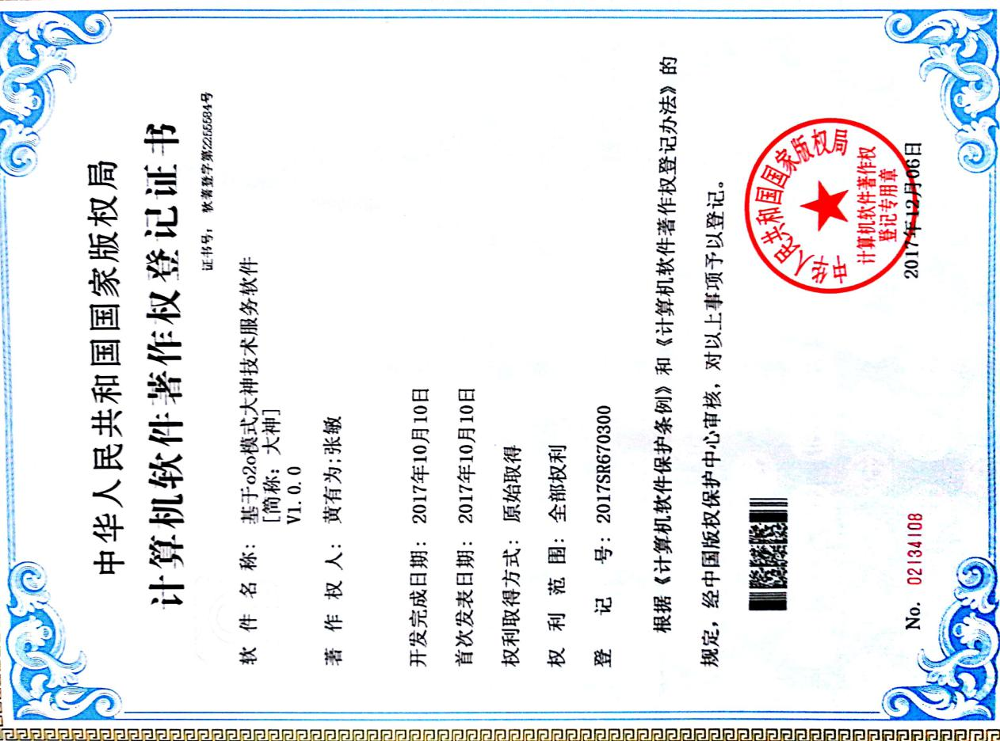 中华人民共和国国家版权局
计算机软件著作权登记证书
证书号： 软著登字第2255584号
软件名称： 基于o2o模式大神技术服务软件
[简称：大神]
V1.0.0
著作权人： 黄有为;张敏
开发完成日期： 2017年10月10日
首次发表日期： 2017年10月10日
权利取得方式： 原始取得
权利范围： 全部权利
登记号： 2017SR670300
根据《计算机软件保护条例》和《计算机软件著作权登记办法》的
规定，经中国版权保护中心审核，对以上事项予以登记。
中华人民共和国国家版权局
计算机软件著作权
登记专用章
2017年12月06日
No. 02134108